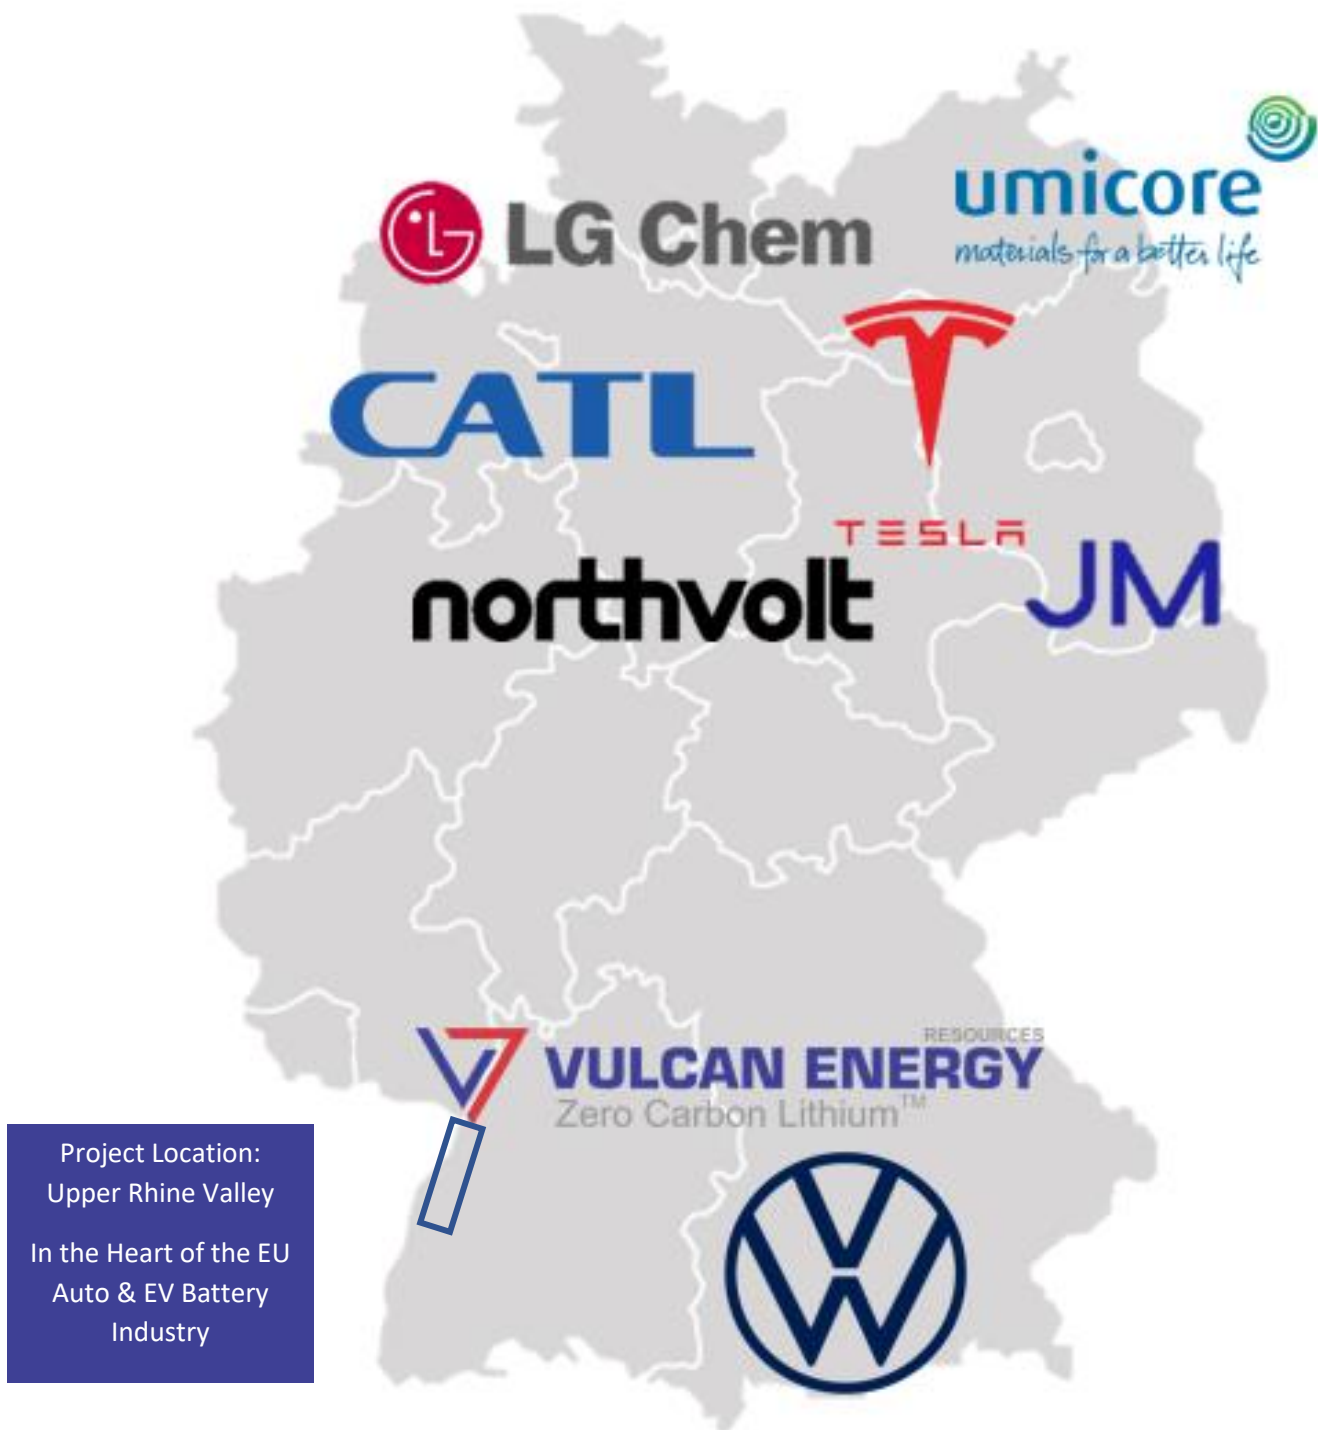 umicore
materials for a better life
LG Chem
CATL
TESLA
JM
northvolt
RESOURCES
VULCAN ENERGY
Zero Carbon Lithium™
Project Location:
Upper Rhine Valley
In the Heart of the EU
Auto & EV Battery
Industry
VW